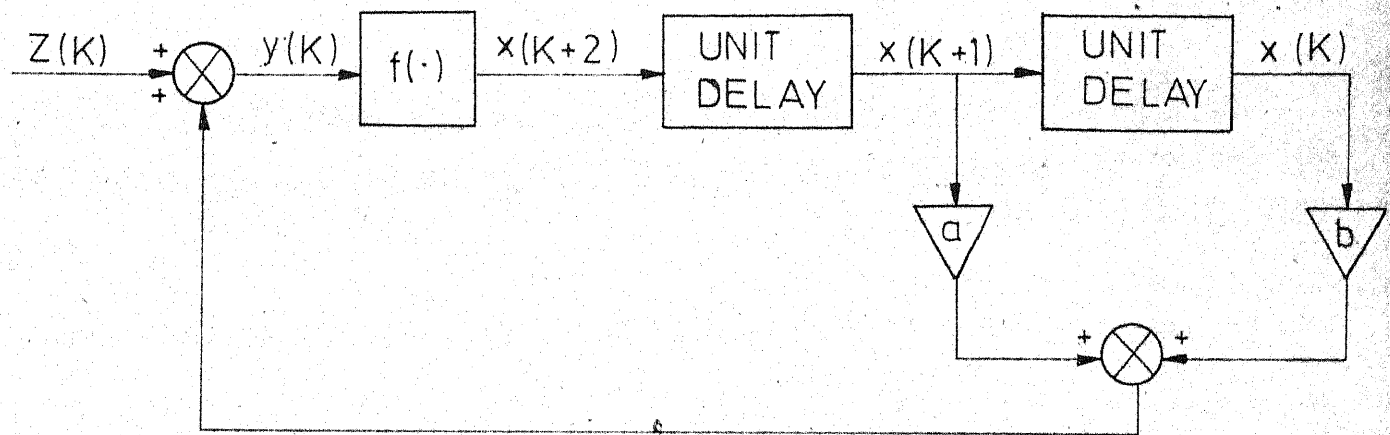 Z(K)
+
+
y(K)
f(·)
x(K+2)
UNIT
DELAY
x(K+1)
UNIT
DELAY
x(K)
a
b
+
+